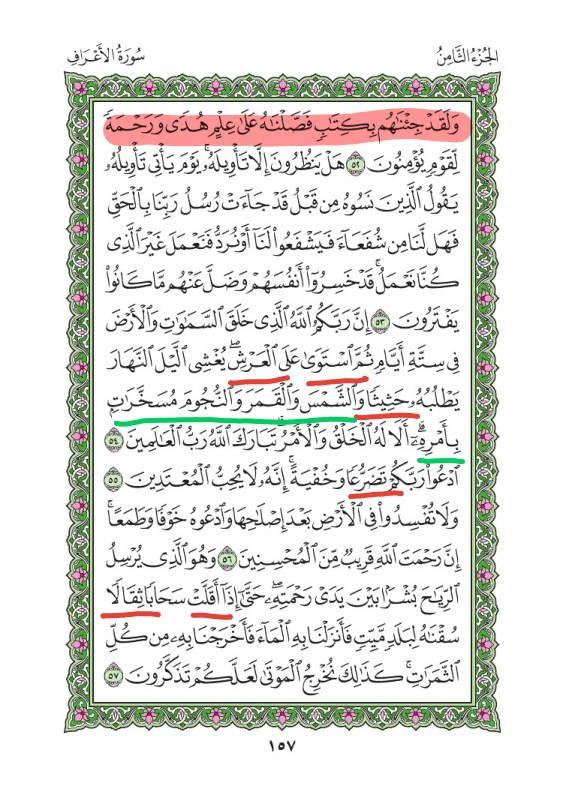 سُورَةُ الأَعْرَافِ الجُزْءُ الثَّامِنُ
وَلَقَدْ جِئْنَٰهُم بِكِتَٰبٖ فَصَّلْنَٰهُ عَلَىٰ عِلْمٍ هُدٗى وَرَحْمَةٗ
لِّقَوْمٖ يُؤْمِنُونَ ٥٢ هَلْ يَنظُرُونَ إِلَّا تَأْوِيلَهُۥۚ يَوْمَ يَأْتِي تَأْوِيلُهُۥ
يَقُولُ ٱلَّذِينَ نَسُوهُ مِن قَبْلُ قَدْ جَآءَتْ رُسُلُ رَبِّنَا بِٱلْحَقِّ
فَهَل لَّنَا مِن شُفَعَآءَ فَيَشْفَعُوا۟ لَنَآ أَوْ نُرَدُّ فَنَعْمَلَ غَيْرَ ٱلَّذِي
كُنَّا نَعْمَلُۚ قَدْ خَسِرُوٓا۟ أَنفُسَهُمْ وَضَلَّ عَنْهُم مَّا كَانُوا۟
يَفْتَرُونَ ٥٣ إِنَّ رَبَّكُمُ ٱللَّهُ ٱلَّذِي خَلَقَ ٱلسَّمَٰوَٰتِ وَٱلْأَرْضَ
فِي سِتَّةِ أَيَّامٖ ثُمَّ ٱسْتَوَىٰ عَلَى ٱلْعَرْشِۖ يُغْشِي ٱلَّيْلَ ٱلنَّهَارَ
يَطْلُبُهُۥ حَثِيثٗا وَٱلشَّمْسَ وَٱلْقَمَرَ وَٱلنُّجُومَ مُسَخَّرَٰتِۭ
بِأَمْرِهِۦٓۗ أَلَا لَهُ ٱلْخَلْقُ وَٱلْأَمْرُۗ تَبَارَكَ ٱللَّهُ رَبُّ ٱلْعَٰلَمِينَ ٥٤
ٱدْعُوا۟ رَبَّكُمْ تَضَرُّعٗا وَخُفْيَةًۚ إِنَّهُۥ لَا يُحِبُّ ٱلْمُعْتَدِينَ ٥٥
وَلَا تُفْسِدُوا۟ فِي ٱلْأَرْضِ بَعْدَ إِصْلَٰحِهَا وَٱدْعُوهُ خَوْفٗا وَطَمَعًاۚ
إِنَّ رَحْمَتَ ٱللَّهِ قَرِيبٞ مِّنَ ٱلْمُحْسِنِينَ ٥٦ وَهُوَ ٱلَّذِي يُرْسِلُ
ٱلرِّيَٰحَ بُشْرَۢا بَيْنَ يَدَيْ رَحْمَتِهِۦۖ حَتَّىٰٓ إِذَآ أَقَلَّتْ سَحَابٗا ثِقَالٗا
سُقْنَٰهُ لِبَلَدٖ مَّيِّتٖ فَأَنزَلْنَا بِهِ ٱلْمَآءَ فَأَخْرَجْنَا بِهِۦ مِن كُلِّ
ٱلثَّمَرَٰتِۚ كَذَٰلِكَ نُخْرِجُ ٱلْمَوْتَىٰ لَعَلَّكُمْ تَذَكَّرُونَ ٥٧
١٥٧